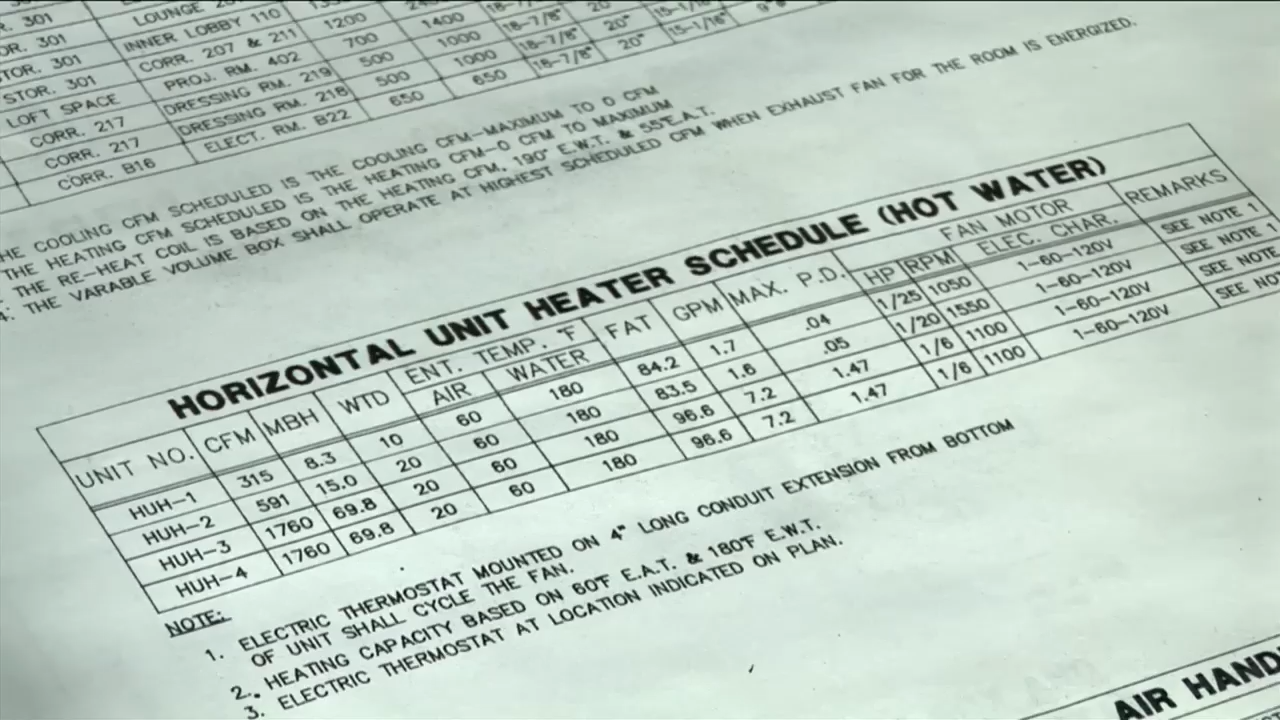 R. 301 LOUNGE
OR. 301 INNER LOBBY 110 1200 1400 18-7/8" 20" 15-1/16"
TOR. 301 CORR. 207 & 211 700 1000 18-7/8" 20" 15-1/16"
STOR. 301 PROJ. RM. 402 500 1000 18-7/8" 20"
LOFT SPACE DRESSING RM. 219 500 650 18-7/8"
CORR. 217 DRESSING RM. 218 650
CORR. 217 ELECT. RM. B22
CORR. B16
HE COOLING CFM SCHEDULED IS THE COOLING CFM-MAXIMUM TO 0 CFM
THE HEATING CFM SCHEDULED IS THE HEATING CFM-0 CFM TO MAXIMUM
THE RE-HEAT COIL IS BASED ON THE HEATING CFM, 190° E.W.T. & 55°F E.A.T.
4: THE VARABLE VOLUME BOX SHALL OPERATE AT HIGHEST SCHEDULED CFM WHEN EXHAUST FAN FOR THE ROOM IS ENERGIZED.
HORIZONTAL UNIT HEATER SCHEDULE (HOT WATER)
UNIT NO. CFM MBH WTD ENT. TEMP. °F FAT GPM MAX. P.D. FAN MOTOR REMARKS
AIR WATER HP RPM ELEC. CHAR.
HUH-1 315 8.3 10 60 180 84.2 1.7 .04 1/25 1050 1-60-120V SEE NOTE 1
HUH-2 591 15.0 20 60 180 83.5 1.6 .05 1/20 1550 1-60-120V SEE NOTE 1
HUH-3 1760 69.8 20 60 180 96.6 7.2 1.47 1/6 1100 1-60-120V SEE NOTE
HUH-4 1760 69.8 20 60 180 96.6 7.2 1.47 1/6 1100 1-60-120V SEE NO
NOTE:
1. ELECTRIC THERMOSTAT MOUNTED ON 4" LONG CONDUIT EXTENSION FROM BOTTOM
OF UNIT SHALL CYCLE THE FAN.
2. HEATING CAPACITY BASED ON 60°F E.A.T. & 180°F E.W.T.
3. ELECTRIC THERMOSTAT AT LOCATION INDICATED ON PLAN.
AIR HAND